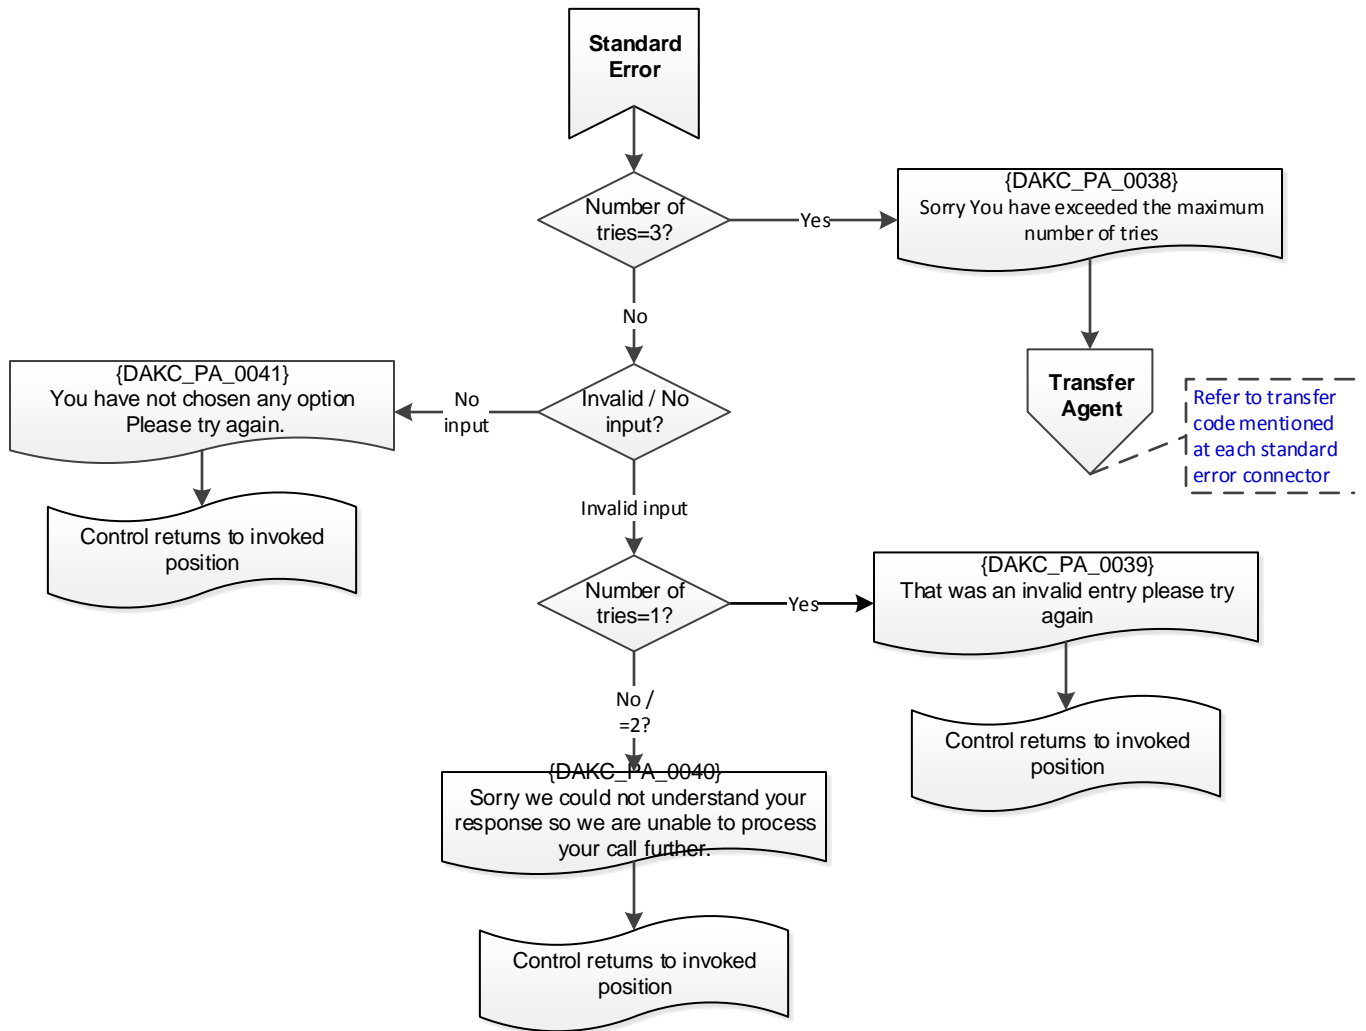 Standard
Error
Number of
tries=3?
Yes
{DAKC_PA_0038}
Sorry You have exceeded the maximum
number of tries
No
Transfer
Agent
Refer to transfer
code mentioned
at each standard
error connector
{DAKC_PA_0041}
You have not chosen any option
Please try again.
No
input
Invalid / No
input?
Control returns to invoked
position
Invalid input
Number of
tries=1?
Yes
{DAKC_PA_0039}
That was an invalid entry please try
again
No /
=2?
Control returns to invoked
position
{DAKC_PA_0040}
Sorry we could not understand your
response so we are unable to process
your call further.
Control returns to invoked
position